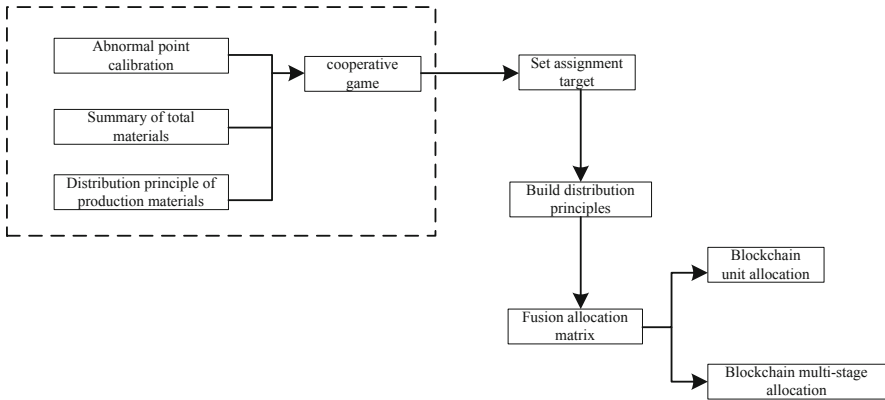 Abnormal point
calibration
cooperative
game
Set assignment
target
Summary of total
materials
Distribution principle of
production materials
Build distribution
principles
Blockchain
unit allocation
Fusion allocation
matrix
Blockchain multi-stage
allocation